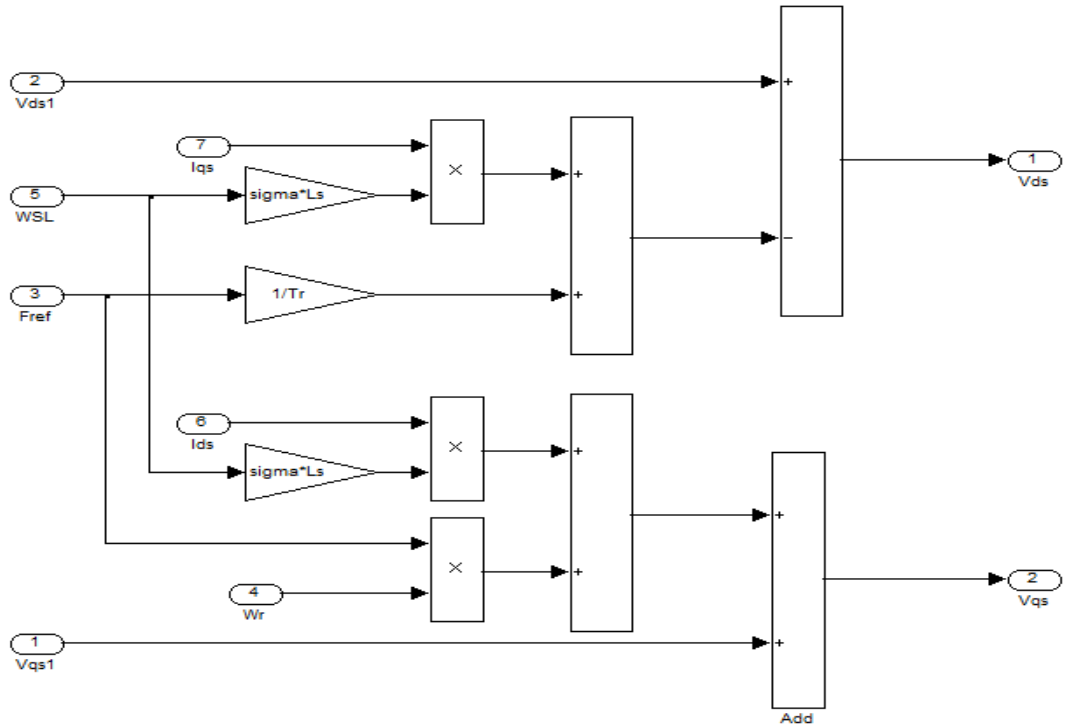 2
Vds1
+
7
Iqs
×
+
1
Vds
5
WSL
sigma*Ls
−
3
Fref
1/Tr
+
6
Ids
×
+
sigma*Ls
+
×
+
2
Vqs
4
Wr
1
Vqs1
+
Add